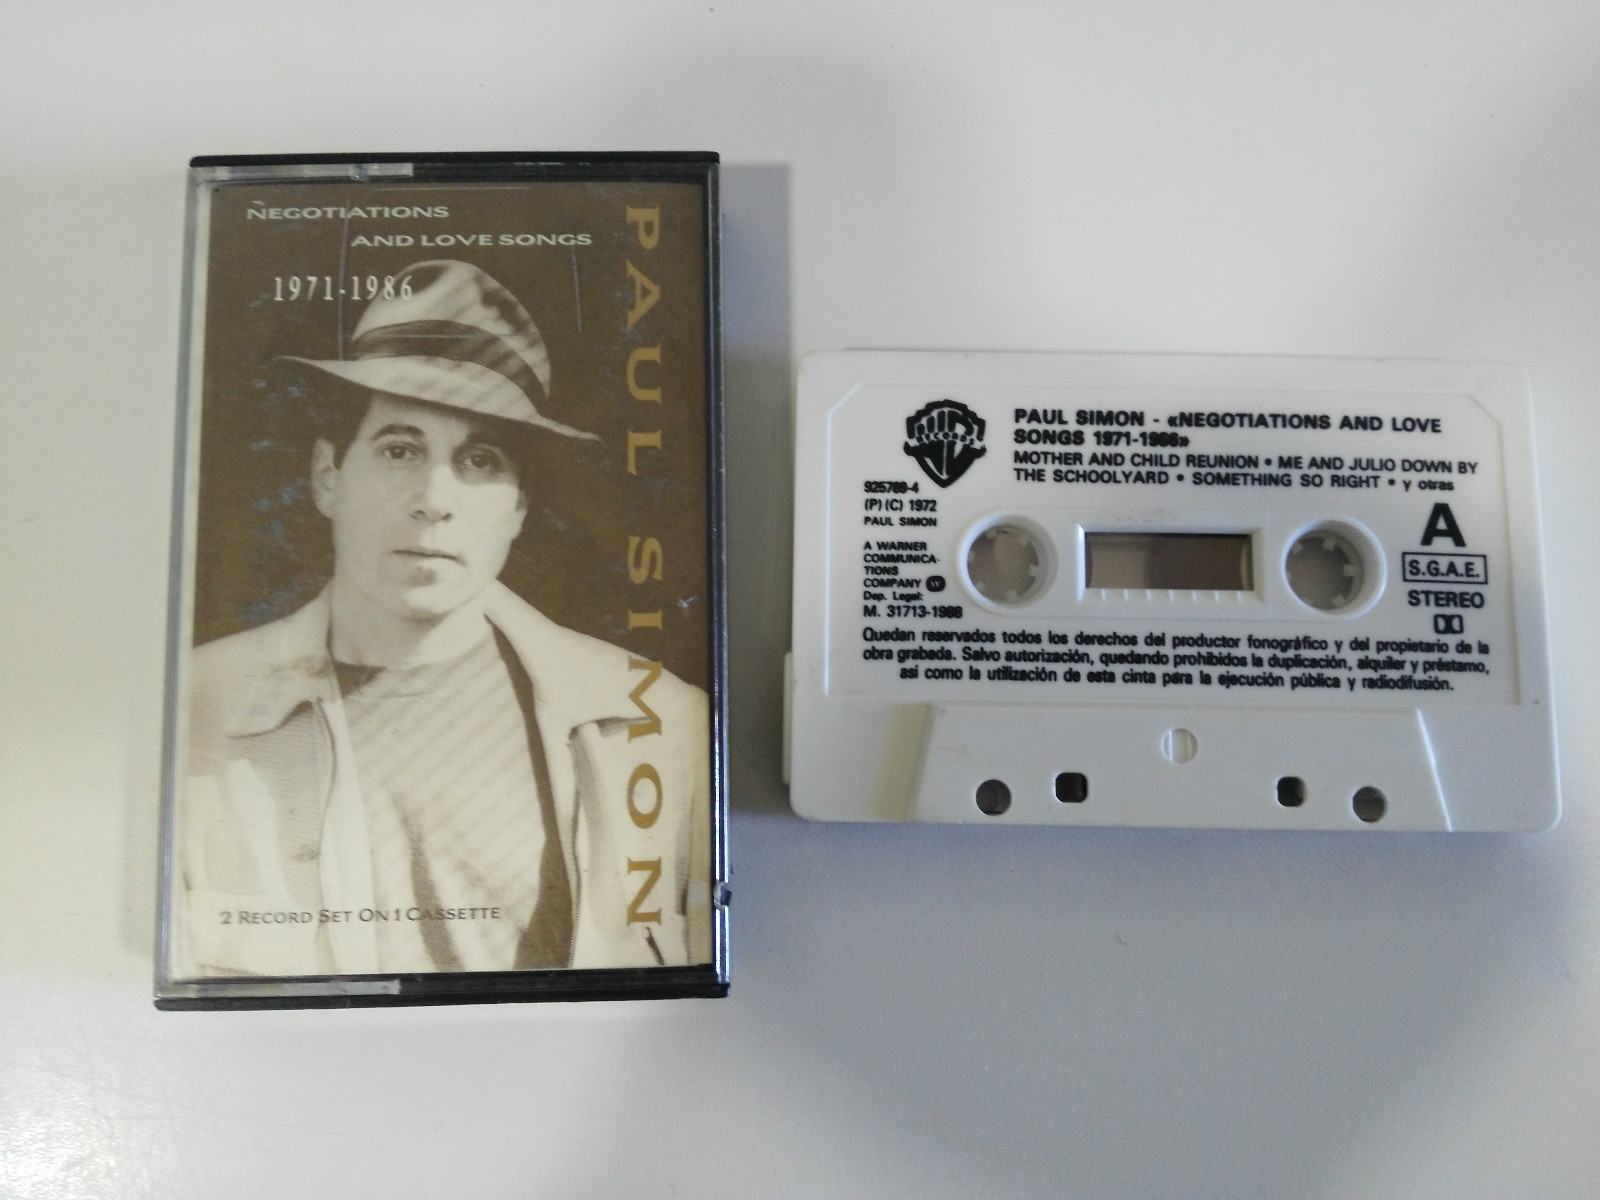 NEGOTIATIONS
AND LOVE SONGS
1971-1986
PAUL SIMON
2 RECORD SET ON 1 CASSETTE
RECORDS
PAUL SIMON - «NEGOTIATIONS AND LOVE
SONGS 1971-1986»
MOTHER AND CHILD REUNION • ME AND JULIO DOWN BY
THE SCHOOLYARD • SOMETHING SO RIGHT • y otras
925789-4
(P) (C) 1972
PAUL SIMON
A WARNER
COMMUNICA-
TIONS
COMPANY
Dep. Legal:
M. 31713-1988
A
S.G.A.E.
STEREO
Quedan reservados todos los derechos del productor fonográfico y del propietario de la
obra grabada. Salvo autorización, quedando prohibidos la duplicación, alquiler y préstamo,
asi como la utilización de esta cinta para la ejecución pública y radiodifusión.